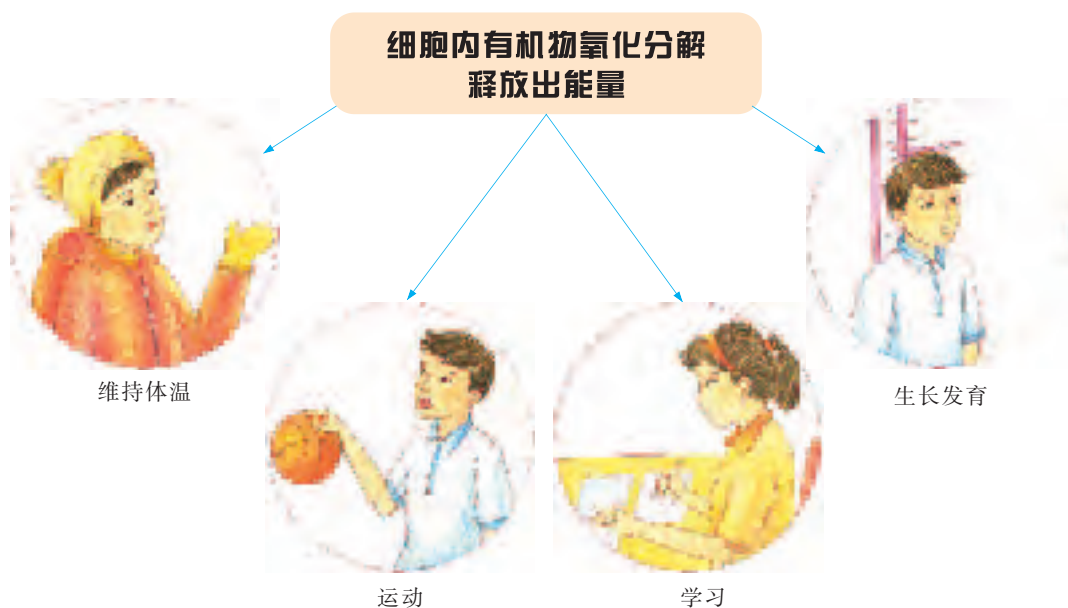 细胞内有机物氧化分解
释放出能量
维持体温
生长发育
运动
学习